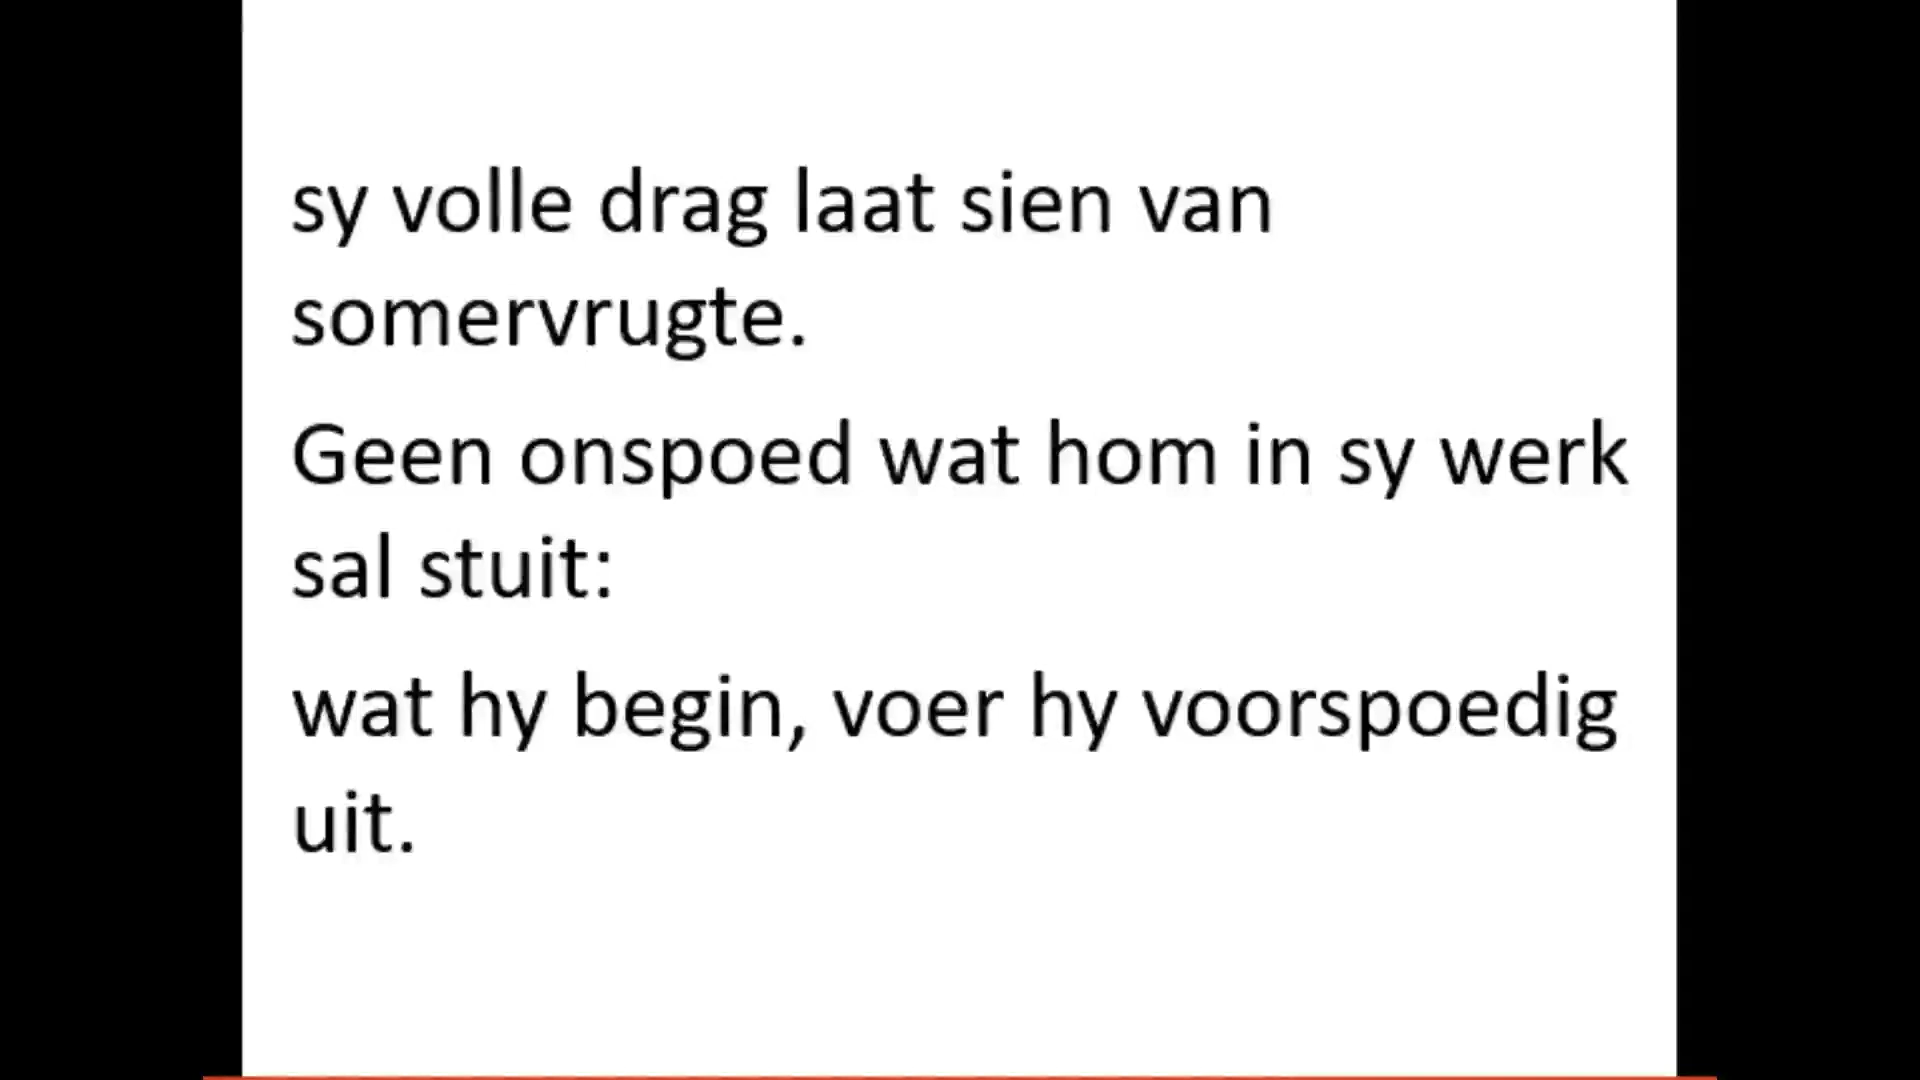 sy volle drag laat sien van
somervrugte.
Geen onspoed wat hom in sy werk
sal stuit:
wat hy begin, voer hy voorspoedig
uit.